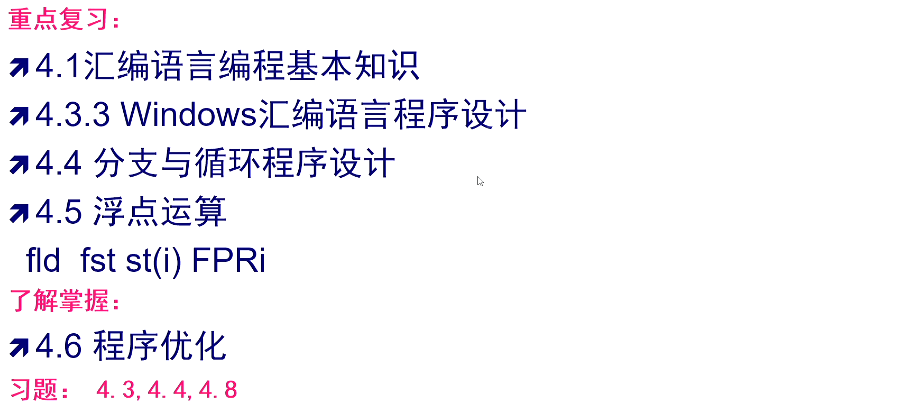 重点复习：
4.1汇编语言编程基本知识
4.3.3 Windows汇编语言程序设计
4.4 分支与循环程序设计
4.5 浮点运算
fld fst st(i) FPRi
了解掌握：
4.6 程序优化
习题： 4.3,4.4,4.8